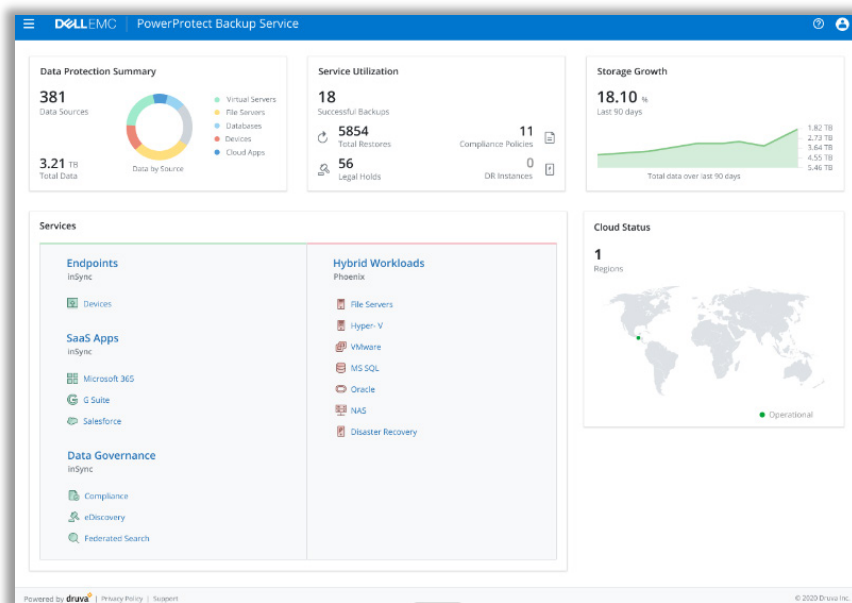 DELLEMC | PowerProtect Backup Service
Data Protection Summary
381
Data Sources
3.21 TB
Total Data
Data by Source
Virtual Servers
File Servers
Databases
Devices
Cloud Apps
Service Utilization
18
Successful Backups
5854
Total Restores
11
Compliance Policies
56
Legal Holds
0
DR Instances
Storage Growth
18.10 %
Last 90 days
1.82 TB
2.73 TB
3.64 TB
4.55 TB
5.46 TB
Total data over last 90 days
Services
Endpoints
inSync
Devices
SaaS Apps
inSync
Microsoft 365
G Suite
Salesforce
Data Governance
inSync
Compliance
eDiscovery
Federated Search
Hybrid Workloads
Phoenix
File Servers
Hyper- V
VMware
MS SQL
Oracle
NAS
Disaster Recovery
Cloud Status
1
Regions
Operational
Powered by druva | Privacy Policy | Support
© 2020 Druva Inc.